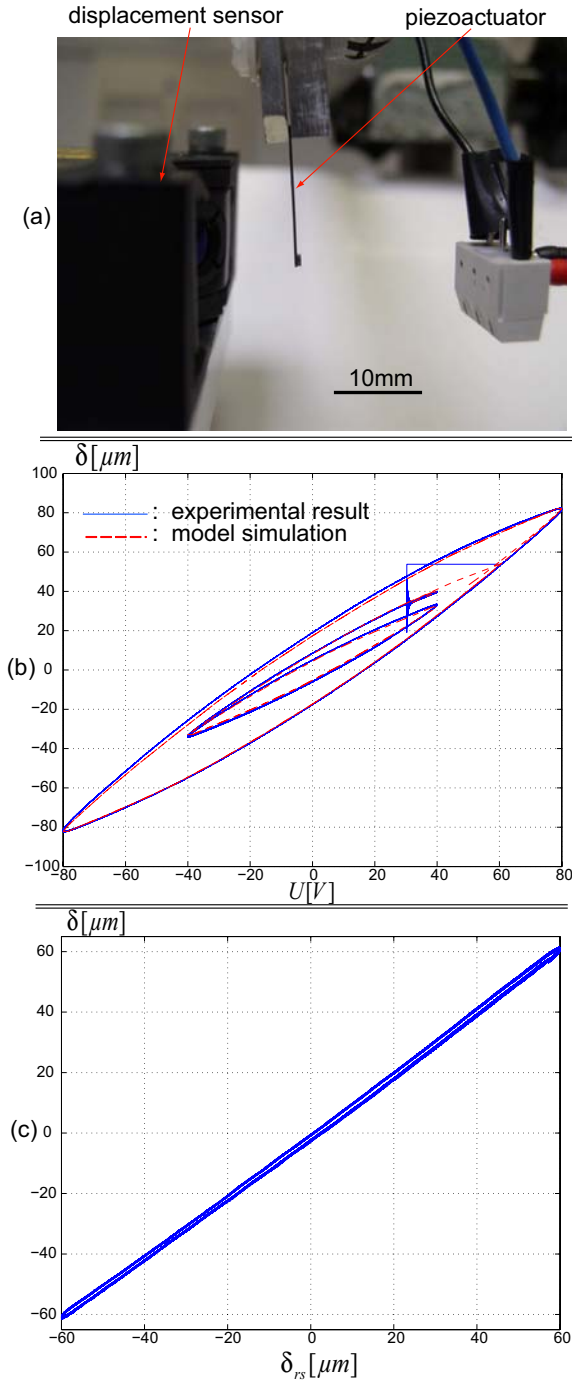 displacement sensor
piezoactuator
(a)
10mm
δ[µm]
100
80
60
40
20
0
−20
−40
−60
−80
−100
: experimental result
: model simulation
(b)
−80
−60
−40
−20
0
20
40
60
80
U[V]
δ[µm]
60
40
20
0
−20
−40
−60
(c)
−60
−40
−20
0
20
40
60
δrs[µm]